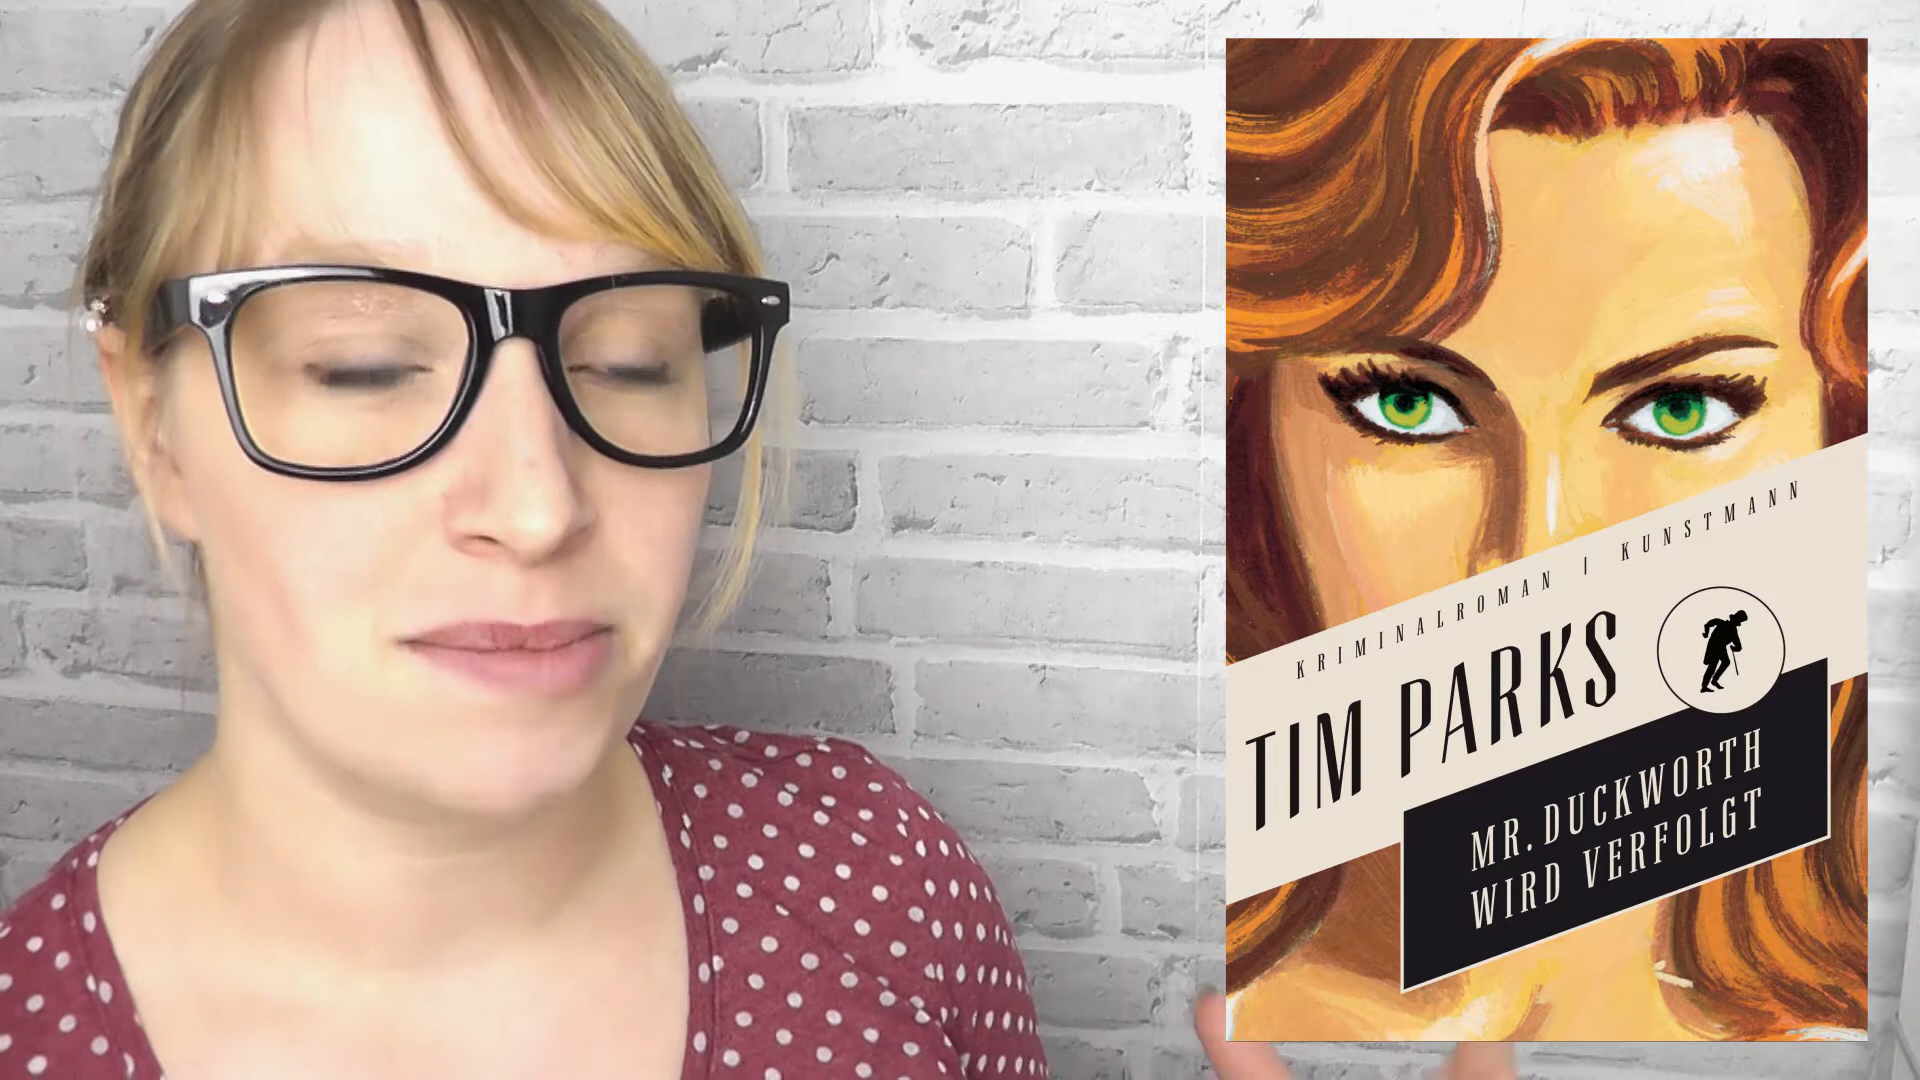 KRIMINALROMAN | KUNSTMANN
TIM PARKS
MR. DUCKWORTH
WIRD VERFOLGT